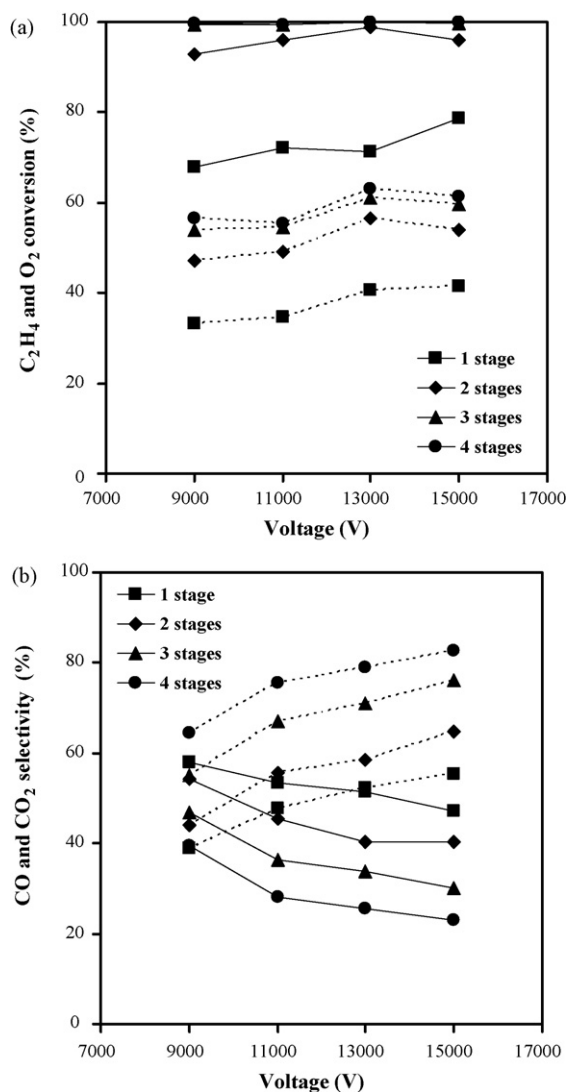 (a)
100
80
60
40
20
0
C₂H₄ and O₂ conversion (%)
1 stage
2 stages
3 stages
4 stages
7000 9000 11000 13000 15000 17000
Voltage (V)
(b)
100
80
60
40
20
0
CO and CO₂ selectivity (%)
1 stage
2 stages
3 stages
4 stages
7000 9000 11000 13000 15000 17000
Voltage (V)